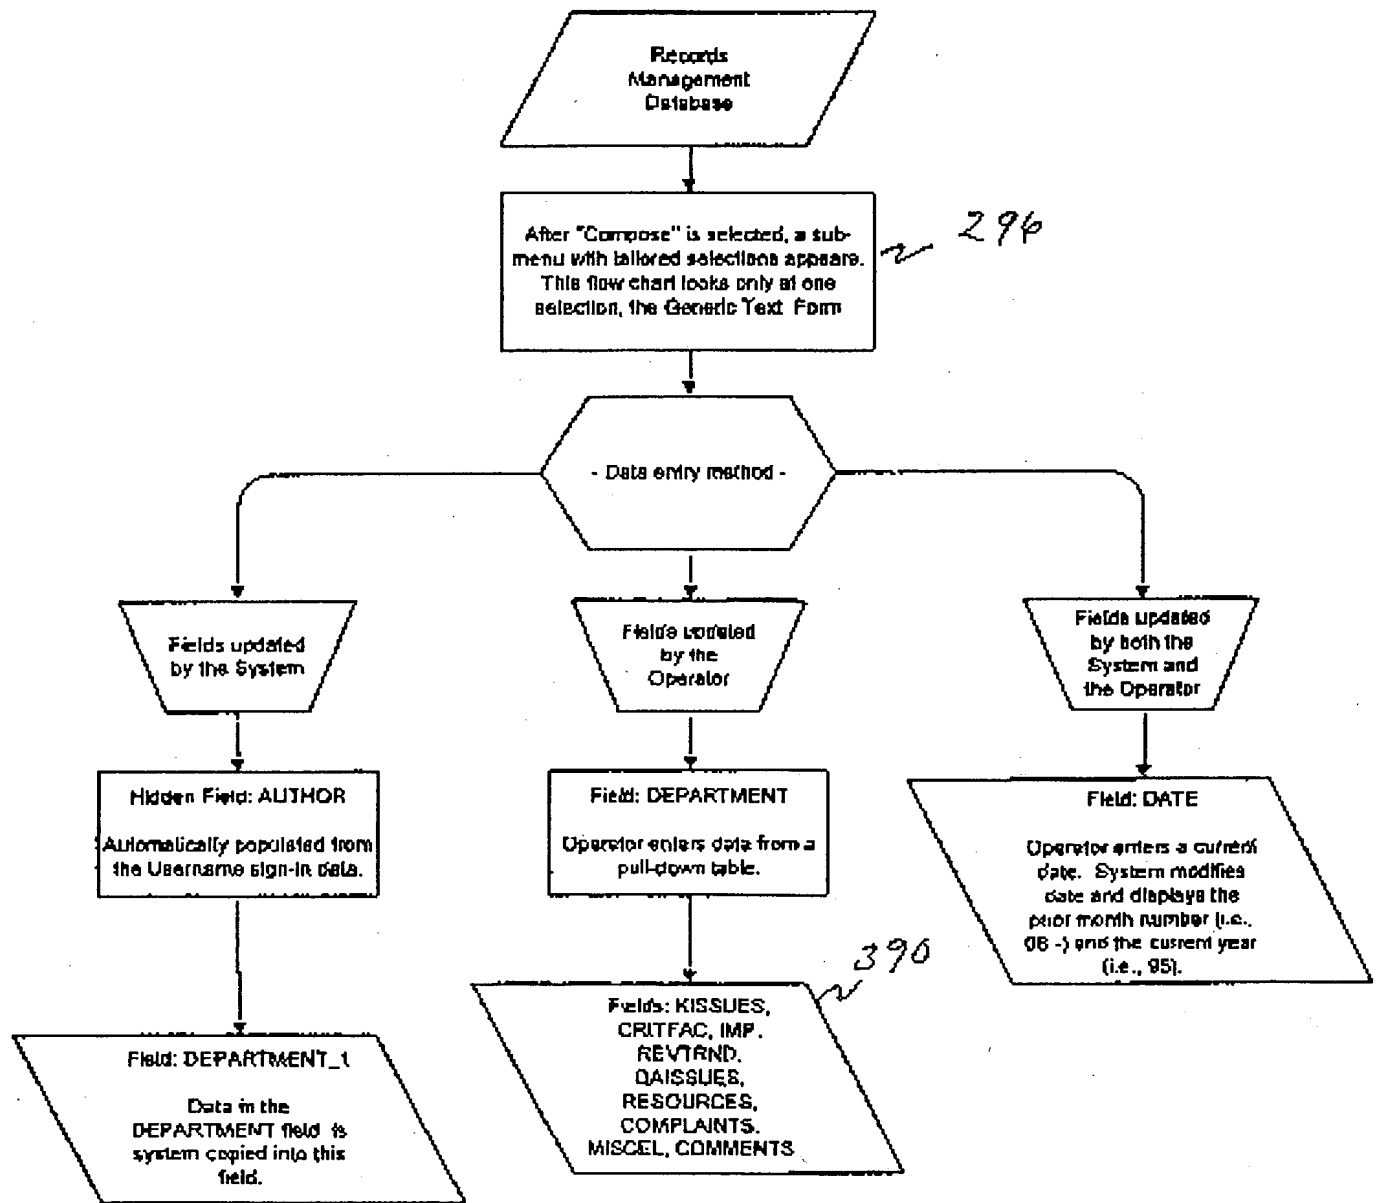 Records
Management
Database
After "Compose" is selected, a sub-
menu with tailored selections appears.
This flow chart looks only at one
selection, the Generic Text Form
296
- Data entry method -
Fields updated
by the System
Fields updated
by the
Operator
Fields updated
by both the
System and
the Operator
Hidden Field: AUTHOR
Automatically populated from
the Username sign-in data.
Field: DEPARTMENT
Operator enters data from a
pull-down table.
Field: DATE
Operator enters a current
date. System modifies
date and displays the
prior month number (i.e.,
08 -) and the current year
(i.e., 95).
390
Field: DEPARTMENT_1
Data in the
DEPARTMENT field is
system copied into this
field.
Fields: KISSUES,
CRITFAC, IMP.
REVTRND.
QAISSUES,
RESOURCES,
COMPLAINTS.
MISCEL, COMMENTS